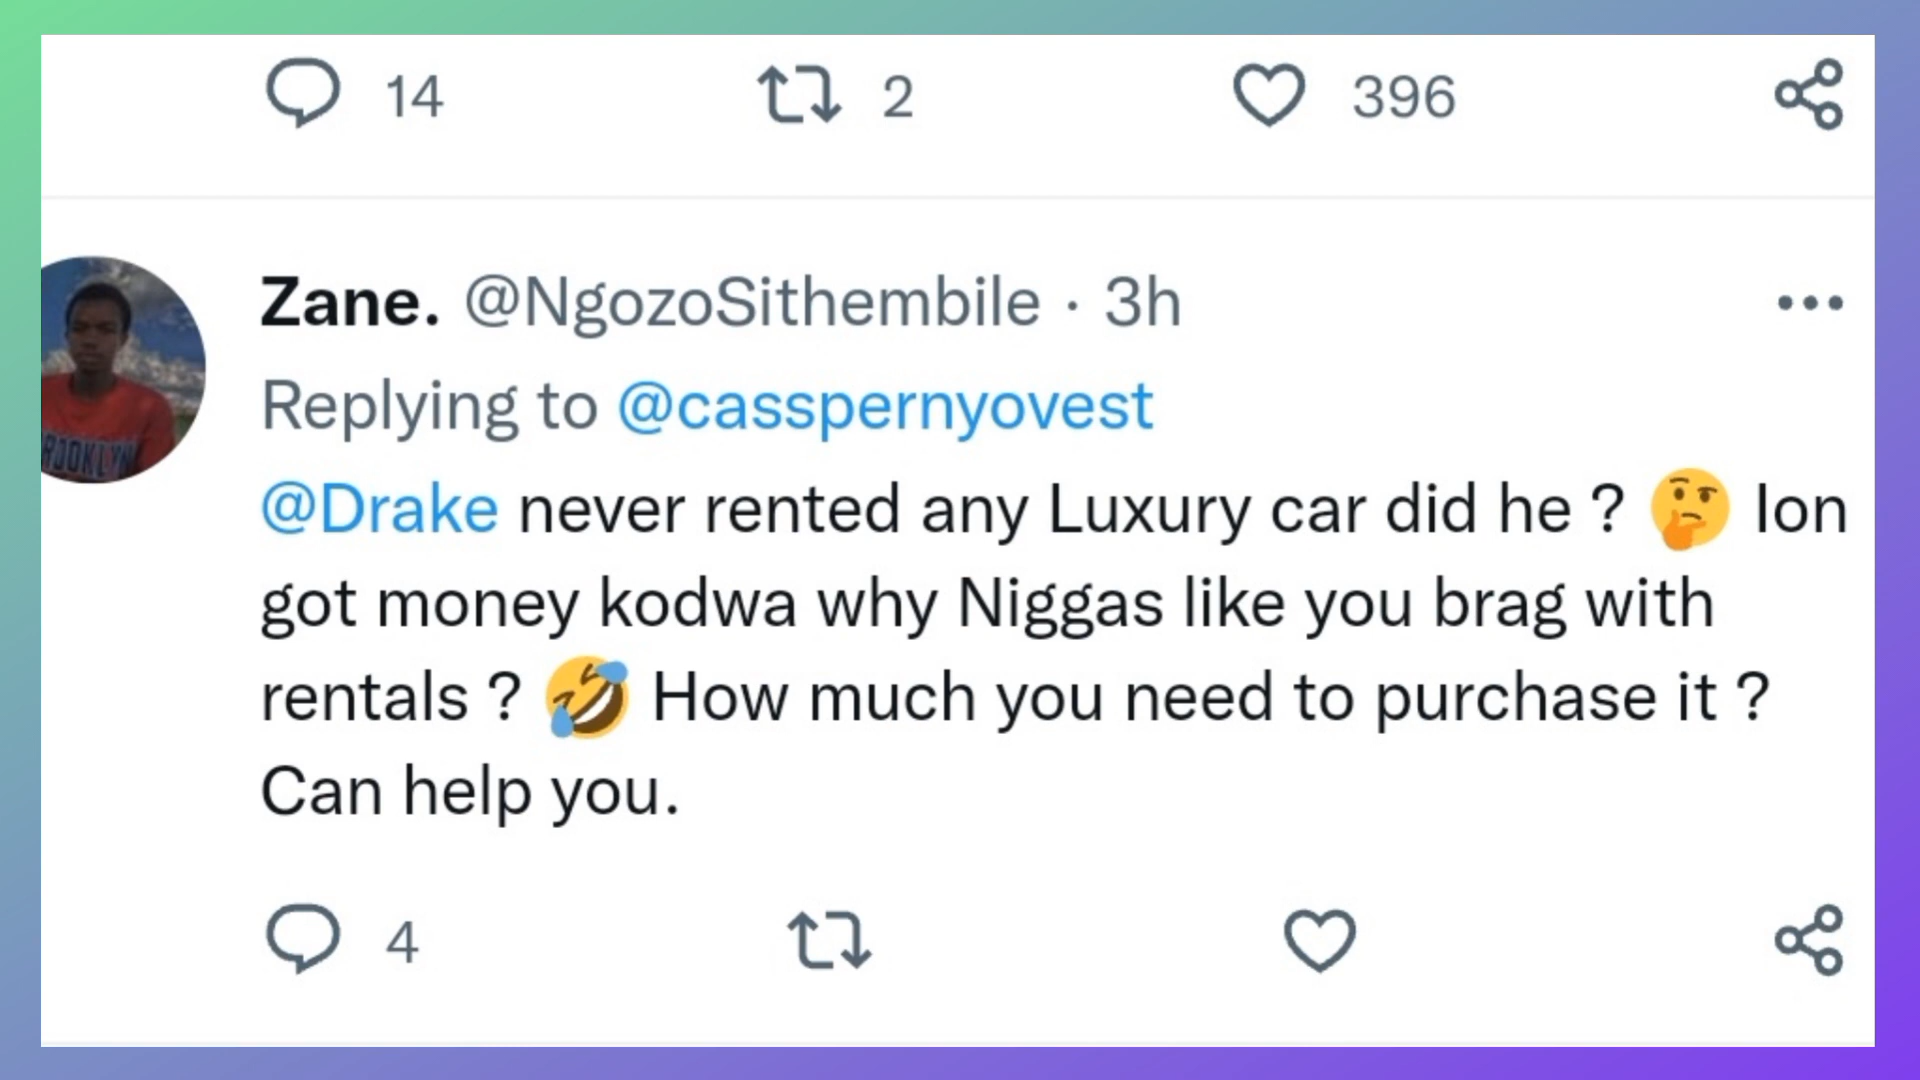 14 2 396
Zane. @NgozoSithembile · 3h
Replying to @casspernyovest
@Drake never rented any Luxury car did he ? 🤔 Ion
got money kodwa why Niggas like you brag with
rentals ? 🤣 How much you need to purchase it ?
Can help you.
4
ROOKLYN